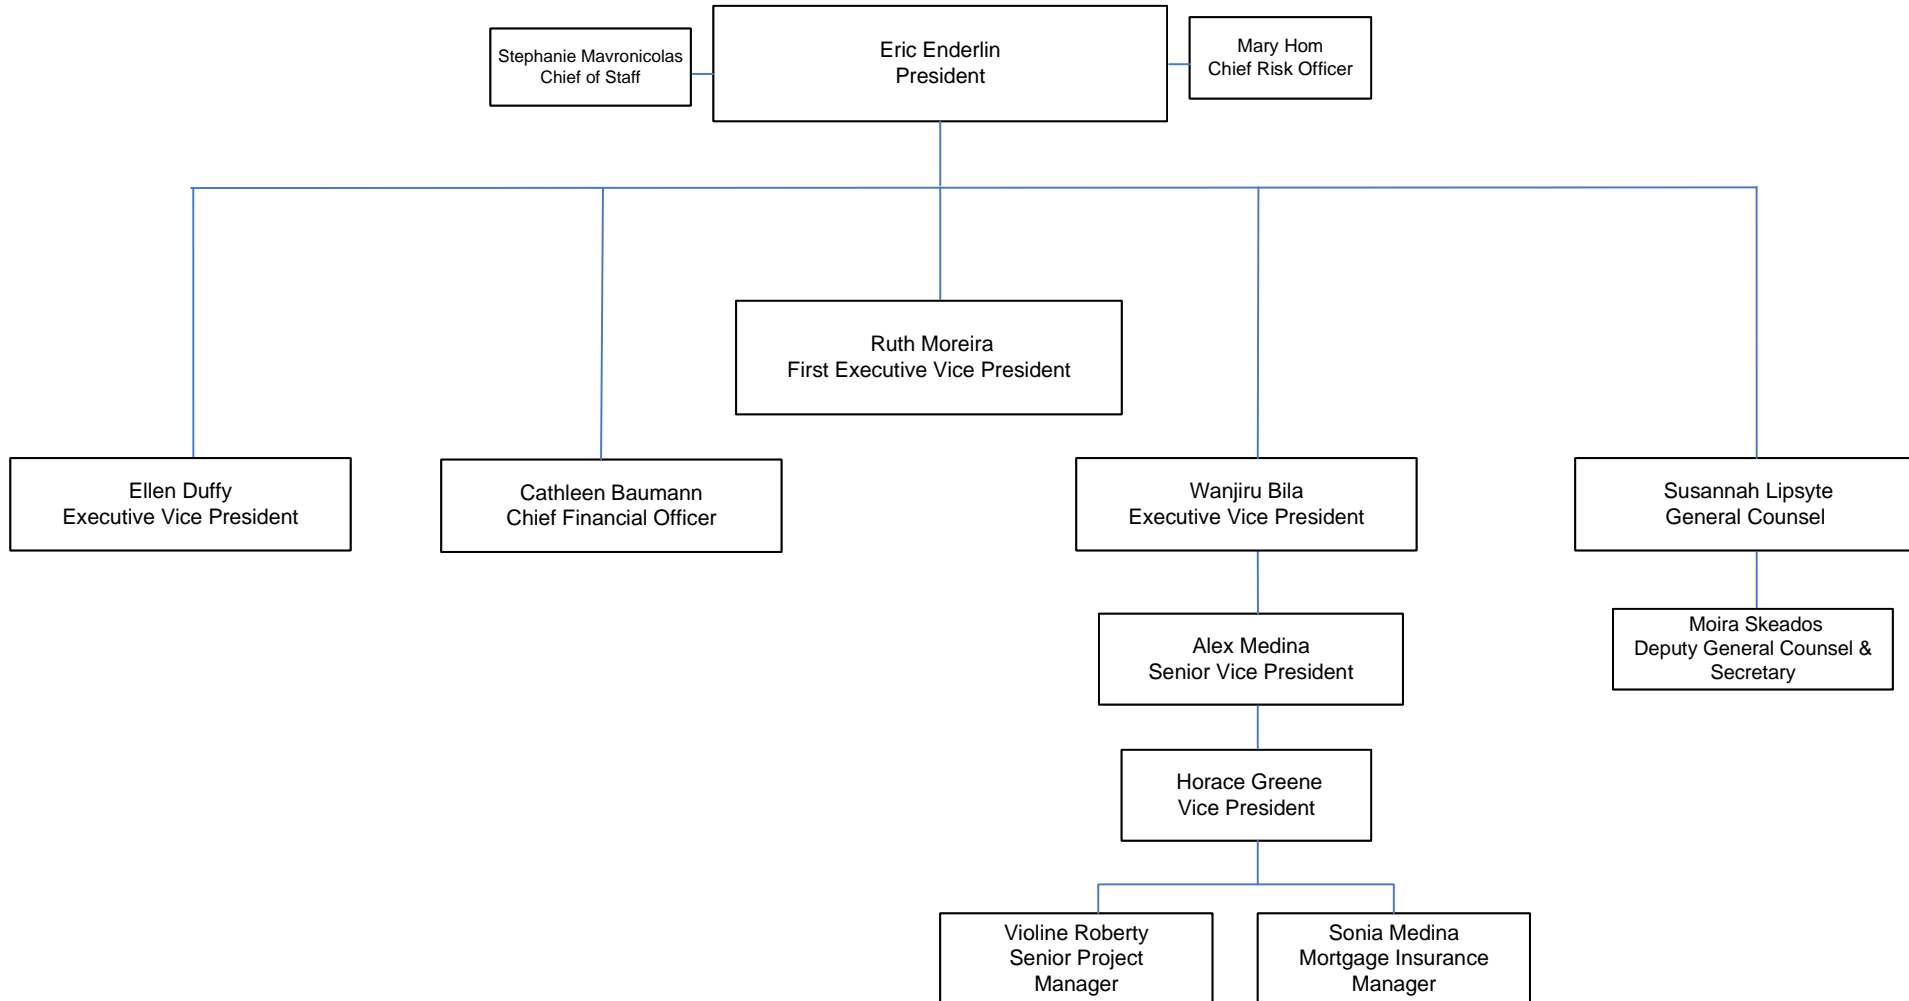 Stephanie Mavronicolas
Chief of Staff
Eric Enderlin
President
Mary Hom
Chief Risk Officer
Ruth Moreira
First Executive Vice President
Ellen Duffy
Executive Vice President
Cathleen Baumann
Chief Financial Officer
Wanjiru Bila
Executive Vice President
Susannah Lipsyte
General Counsel
Alex Medina
Senior Vice President
Moira Skeados
Deputy General Counsel &
Secretary
Horace Greene
Vice President
Violine Roberty
Senior Project
Manager
Sonia Medina
Mortgage Insurance
Manager